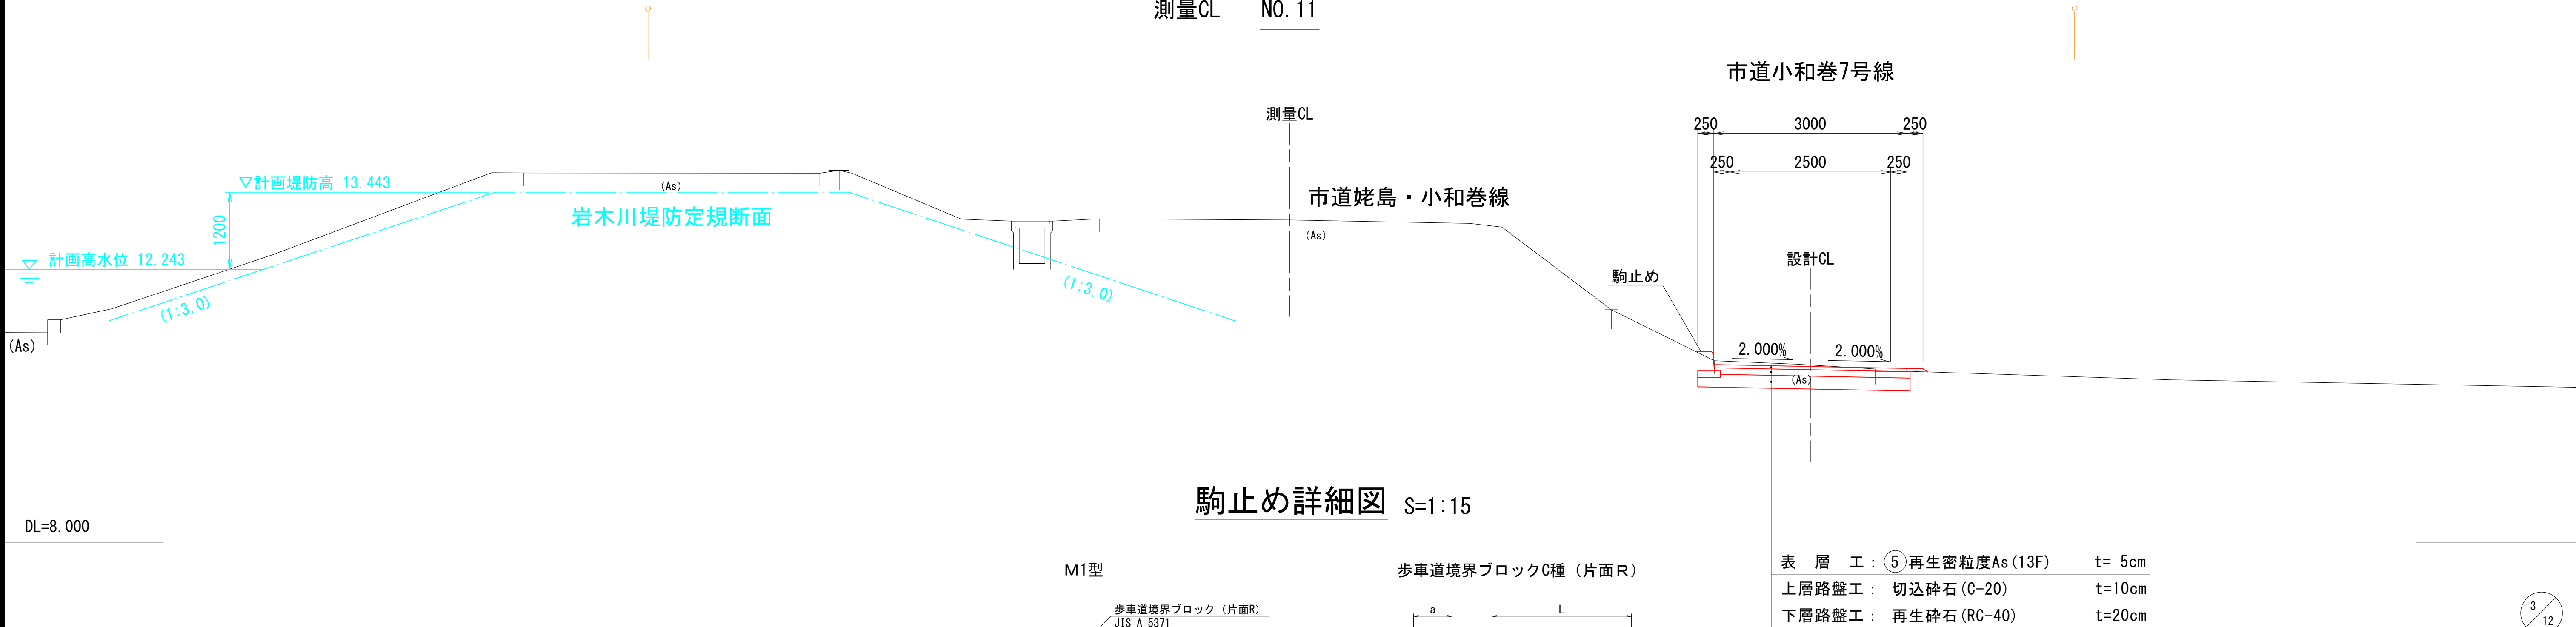 測量CL NO.11
市道小和巻7号線
250 3000 250
250 2500 250
測量CL
市道姥島・小和巻線
(As)
▽計画堤防高 13.443
(As)
岩木川堤防定規断面
1200
▽ 計画高水位 12.243
(1:3.0)
(1:3.0)
(As)
設計CL
駒止め
2.000% 2.000%
(As)
DL=8.000
駒止め詳細図 S=1:15
M1型
歩車道境界ブロック(片面R)
JIS A 5371
歩車道境界ブロックC種(片面R)
a L
表 層 工: ⑤再生密粒度As(13F) t= 5cm
上層路盤工: 切込砕石(C-20) t=10cm
下層路盤工: 再生砕石(RC-40) t=20cm
3/12